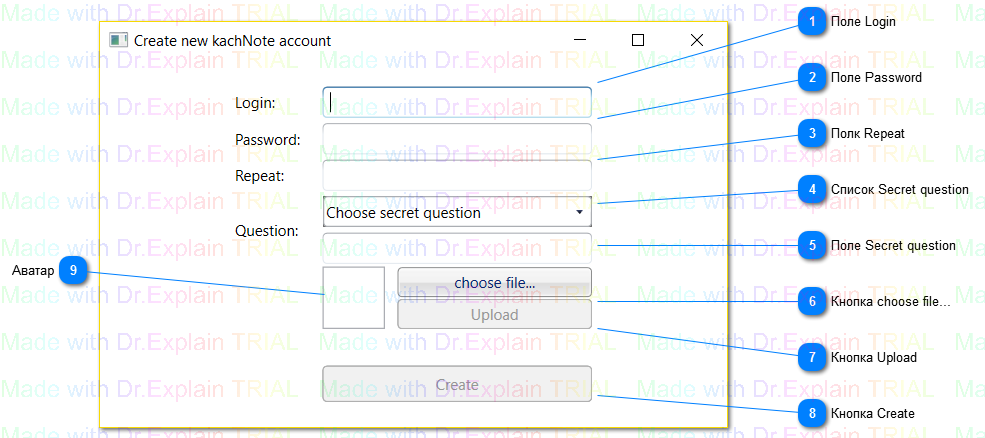 Create new kachNote account
Login:
Password:
Repeat:
Choose secret question
Question:
choose file...
Upload
Create
1 Поле Login
2 Поле Password
3 Полк Repeat
4 Список Secret question
5 Поле Secret question
6 Кнопка choose file...
7 Кнопка Upload
8 Кнопка Create
Аватар 9
Made with Dr.Explain TRIAL